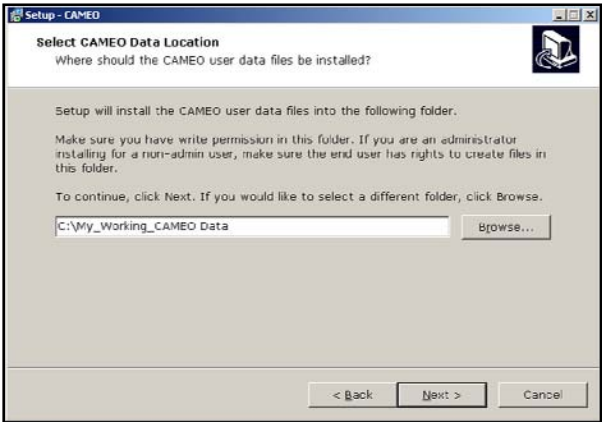 Setup - CAMEO
Select CAMEO Data Location
Where should the CAMEO user data files be installed?
Setup will install the CAMEO user data files into the following folder.
Make sure you have write permission in this folder. If you are an administrator
installing for a non-admin user, make sure the end user has rights to create files in
this folder.
To continue, click Next. If you would like to select a different folder, click Browse.
C:\My_Working_CAMEO Data
Browse...
< Back
Next >
Cancel